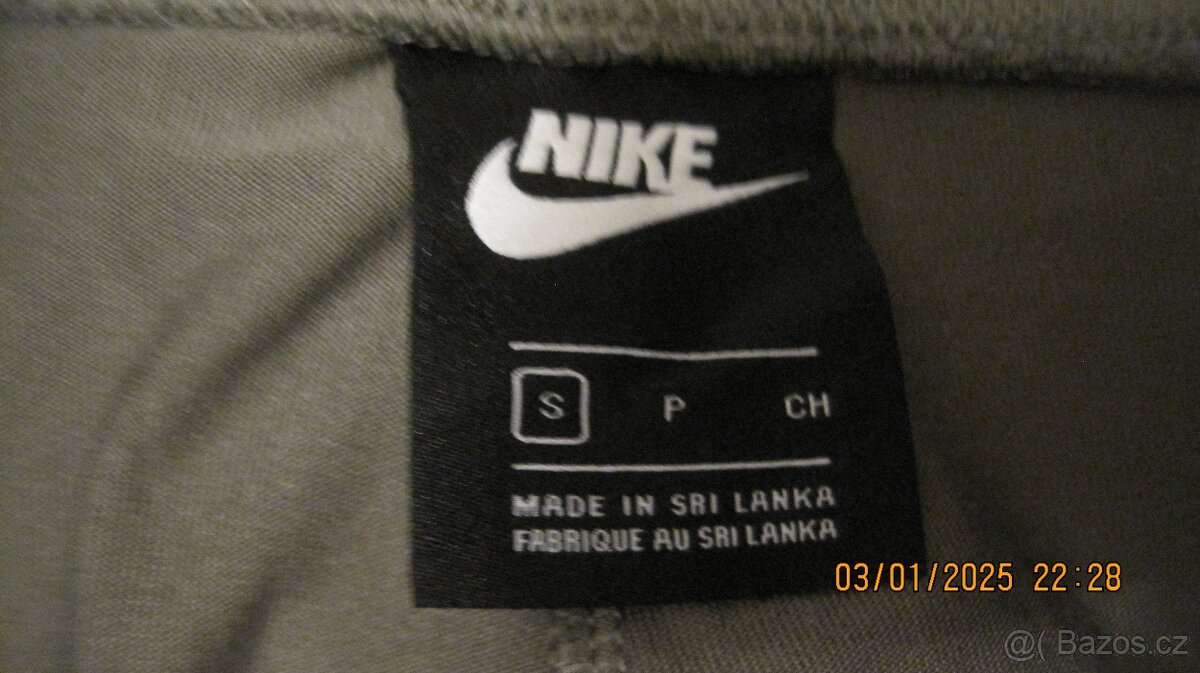 NIKE
S P CH
MADE IN SRI LANKA
FABRIQUE AU SRI LANKA
03/01/2025 22:28
@( Bazos.cz